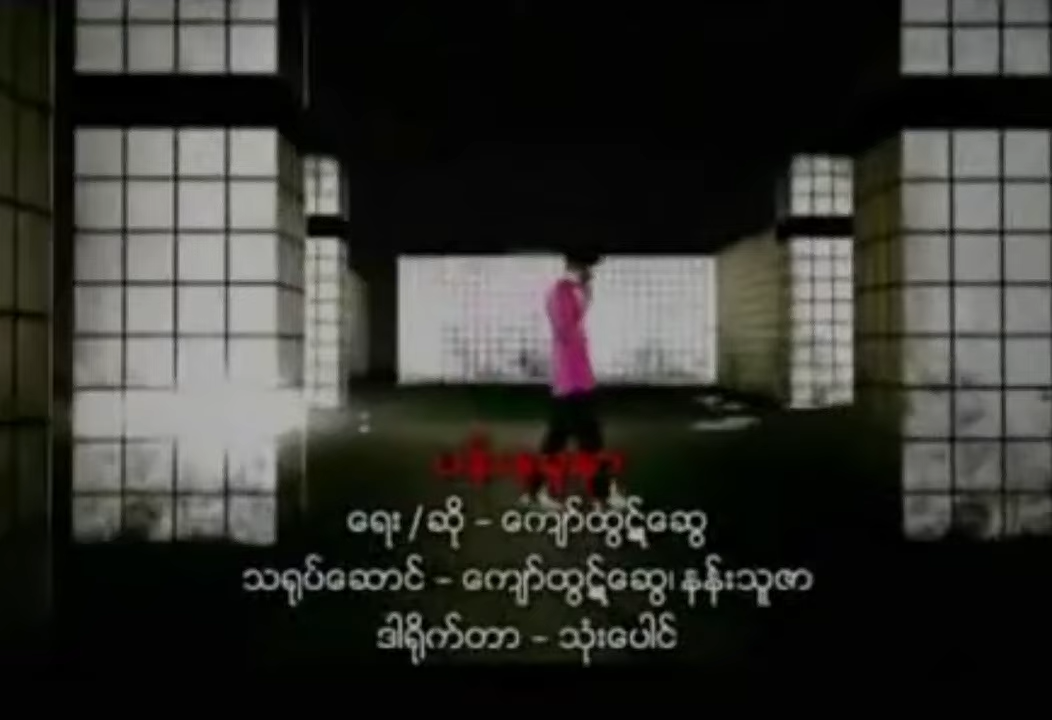 ရေး / ဆို - ကျော်ထွဋ်ဆွေ
သရုပ်ဆောင် - ကျော်ထွဋ်ဆွေ၊ နန်းသူဇာ
ဒါရိုက်တာ - သုံးပေါင်